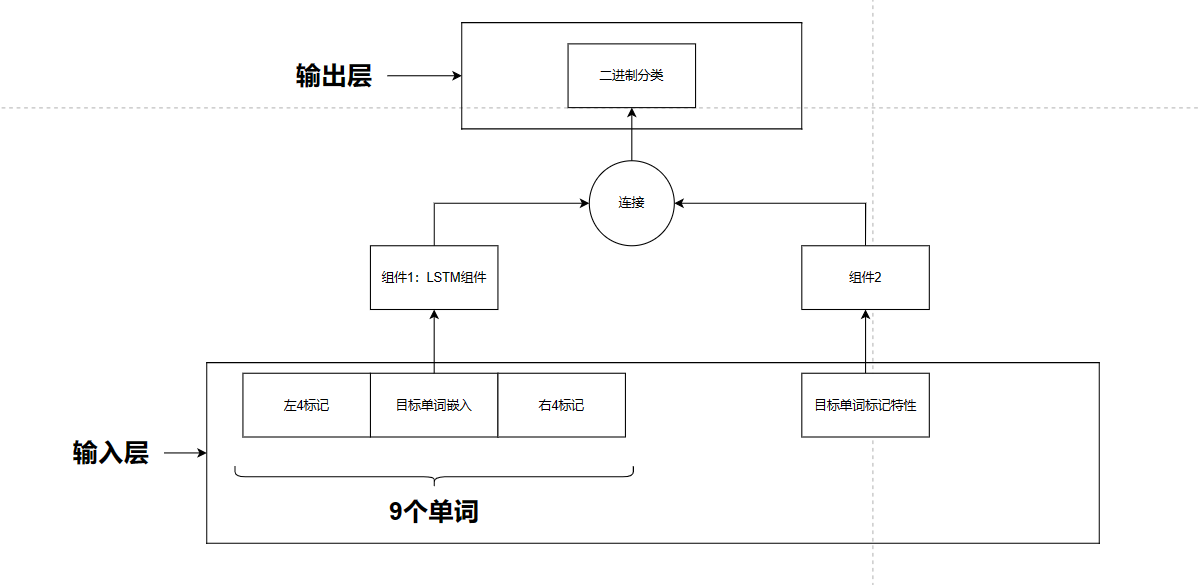 输出层
二进制分类
连接
组件1：LSTM组件
组件2
左4标记
目标单词嵌入
右4标记
目标单词标记特性
输入层
9个单词